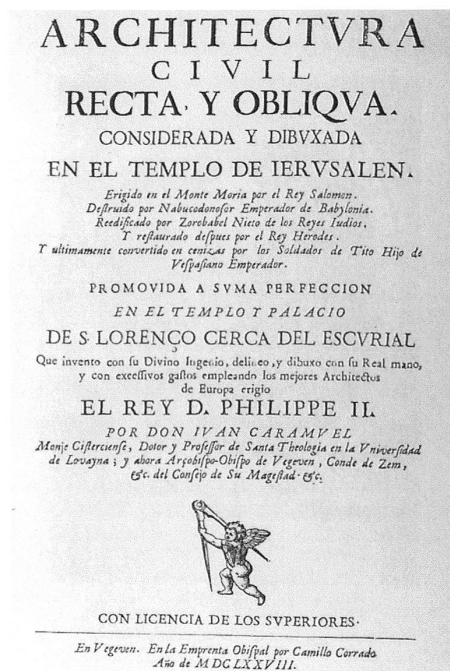 ARCHITECTVRA
CIVIL
RECTA, Y OBLIQVA.
CONSIDERADA Y DIBVXADA
EN EL TEMPLO DE IERVSALEN.
Erigido en el Monte Moria por el Rey Salomon.
Destruido por Nabucodonosor Emperador de Babylonia.
Reedificado por Zorobabel Nieto de los Reyes Iudios.
Y restaurado despues por el Rey Herodes.
Y ultimamente convertido en cenizas por los Soldados de Tito Hijo de
Vespasiano Emperador.
PROMOVIDA A SVMA PERFECCION
EN EL TEMPLO Y PALACIO
DE S. LORENÇO CERCA DEL ESCVRIAL
Que invento con su Divino Ingenio, delineo, y dibuxo con su Real mano,
y con excessivos gastos empleando los mejores Architectos
de Europa erigio
EL REY D. PHILIPPE II.
POR DON IVAN CARAMVEL
Monje Cisterciense, Dotor y Professor de Santa Theologia en la Vniversidad
de Lovayna; y ahora Arçobispo-Obispo de Vegeven, Conde de Zem,
&c. del Consejo de Su Magestad. &c.
CON LICENCIA DE LOS SVPERIORES.
En Vegeven. En la Emprenta Obispal por Camillo Corrado
Año de MDCLXXVIII.